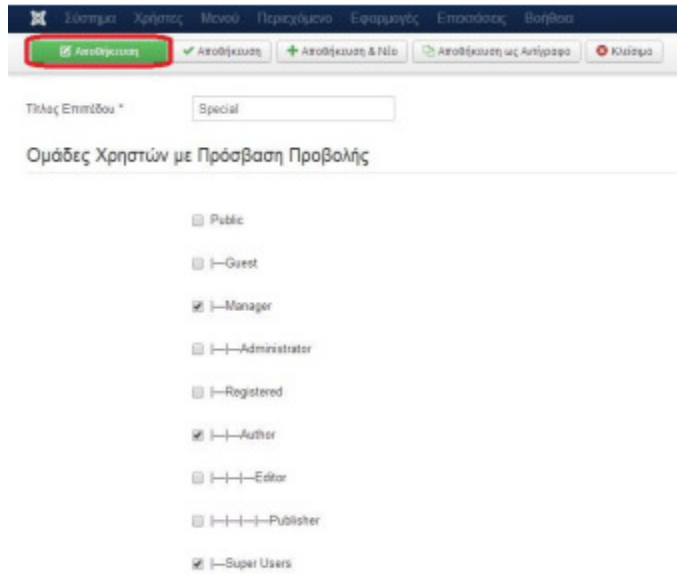 Σύστημα Χρήστες Μενού Περιεχόμενο Εφαρμογές Επεκτάσεις Βοήθεια
Αποθήκευση Αποθήκευση Αποθήκευση & Νέο Αποθήκευση ως Αντίγραφο Κλείσιμο
Τίτλος Επιπέδου * Special
Ομάδες Χρηστών με Πρόσβαση Προβολής
Public
|—Guest
|—Manager
|—|—Administrator
|—Registered
|—|—Author
|—|—|—Editor
|—|—|—|—Publisher
|—Super Users